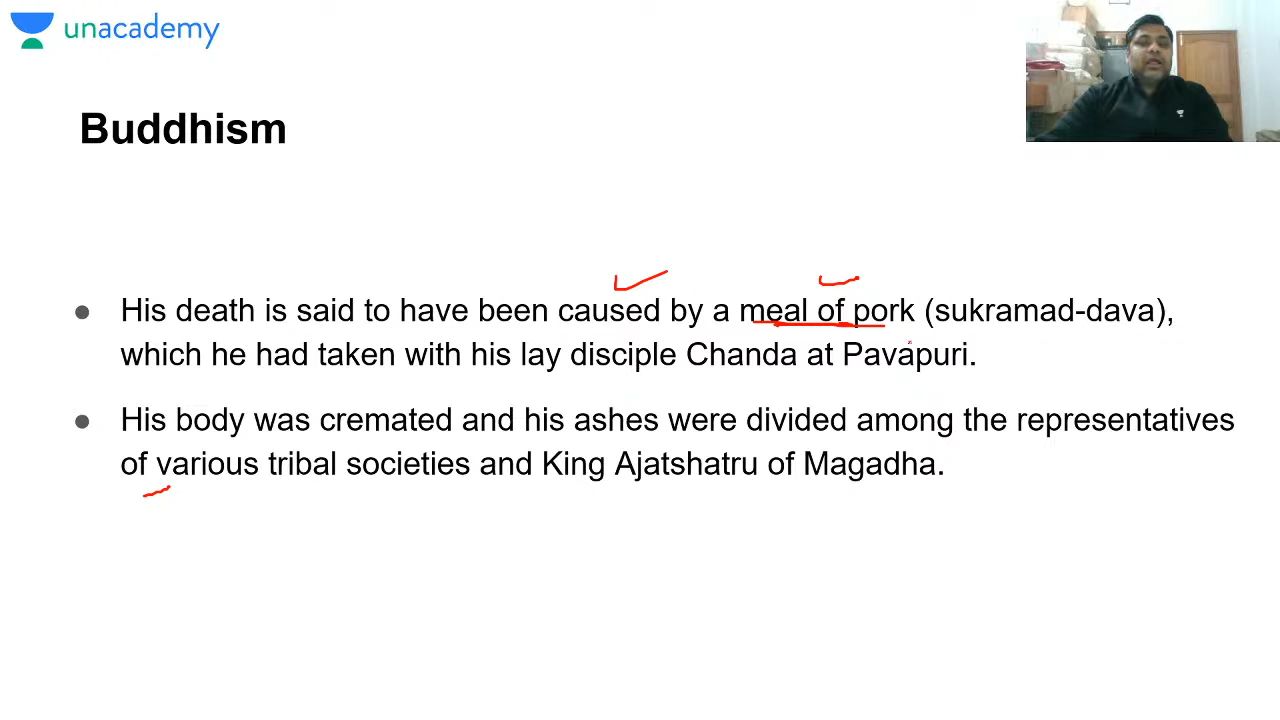 unacademy
Buddhism
● His death is said to have been caused by a meal of pork (sukramad-dava),
which he had taken with his lay disciple Chanda at Pavapuri.
● His body was cremated and his ashes were divided among the representatives
of various tribal societies and King Ajatshatru of Magadha.